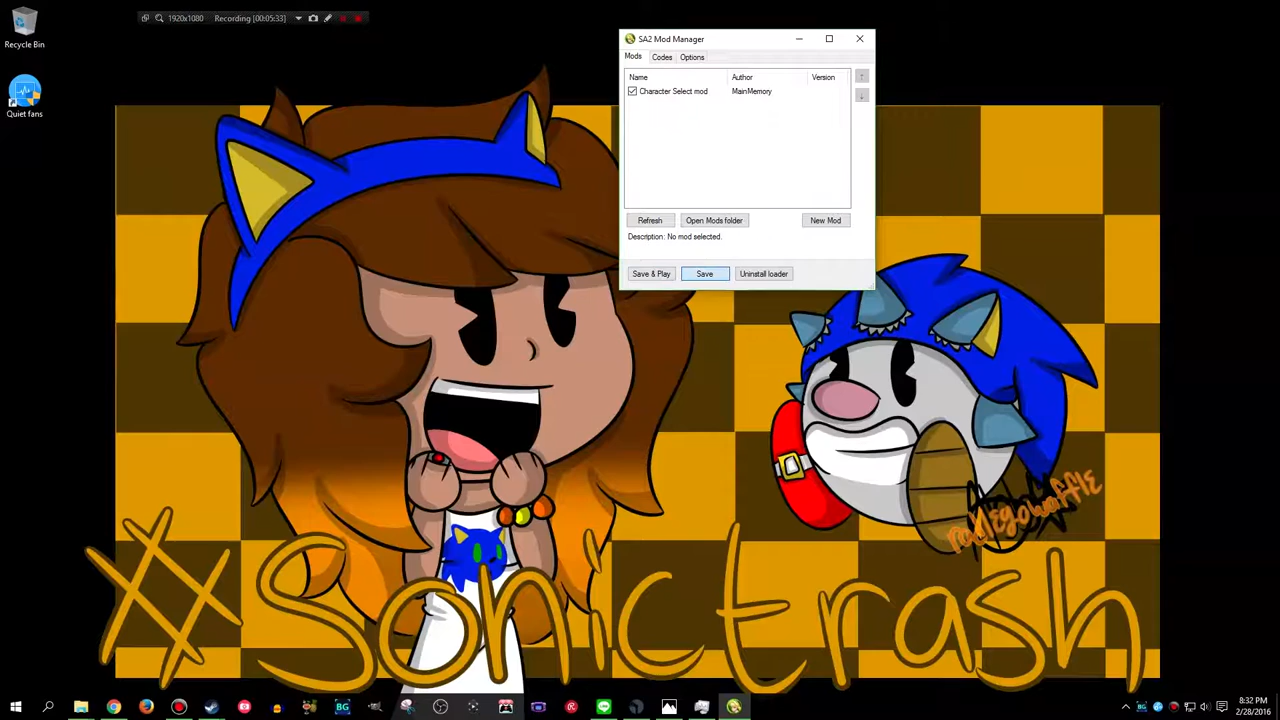 1920x1080 Recording [00:05:33]
Recycle Bin
Quiet fans
SA2 Mod Manager
Mods Codes Options
Name Author Version
Character Select mod MainMemory
Refresh Open Mods folder New Mod
Description: No mod selected.
Save & Play Save Uninstall loader
#Sonictrash
BG BG
8:32 PM
2/28/2016